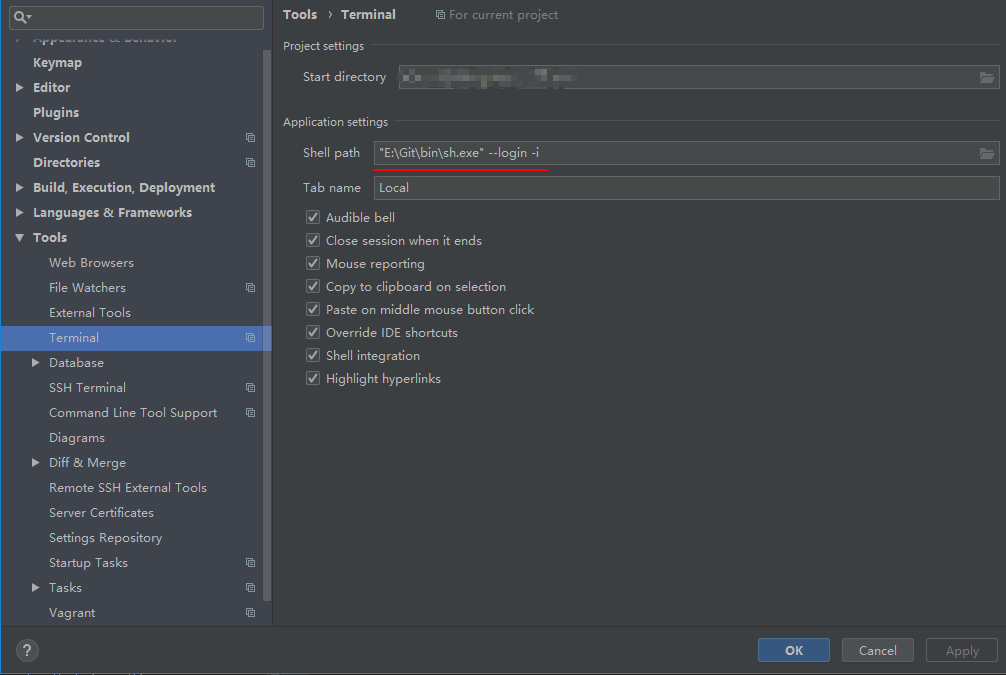 Tools › Terminal For current project
Keymap
Editor
Plugins
Version Control
Directories
Build, Execution, Deployment
Languages & Frameworks
Tools
Web Browsers
File Watchers
External Tools
Terminal
Database
SSH Terminal
Command Line Tool Support
Diagrams
Diff & Merge
Remote SSH External Tools
Server Certificates
Settings Repository
Startup Tasks
Tasks
Vagrant
Project settings
Start directory
Application settings
Shell path "E:\Git\bin\sh.exe" --login -i
Tab name Local
Audible bell
Close session when it ends
Mouse reporting
Copy to clipboard on selection
Paste on middle mouse button click
Override IDE shortcuts
Shell integration
Highlight hyperlinks
?
OK Cancel Apply